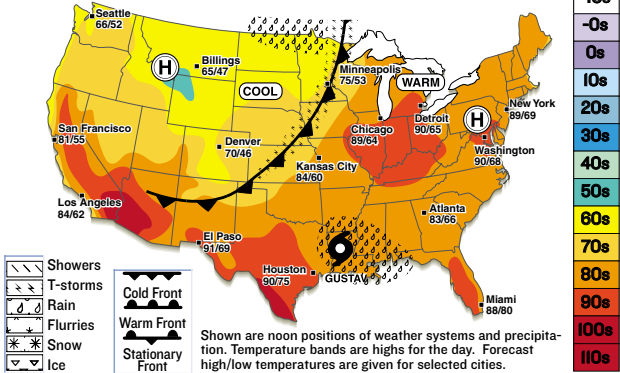 Seattle
66/52
H
Billings
65/47
COOL
Minneapolis
75/53
WARM
New York
89/69
H
San Francisco
81/55
Denver
70/46
Chicago
89/64
Detroit
90/65
Washington
90/68
Kansas City
84/60
Los Angeles
84/62
Atlanta
83/66
El Paso
91/69
Houston
90/75
GUSTAV
Miami
88/80
Showers
T-storms
Rain
Flurries
Snow
Ice
Cold Front
Warm Front
Stationary
Front
Shown are noon positions of weather systems and precipita-
tion. Temperature bands are highs for the day. Forecast
high/low temperatures are given for selected cities.
-0s
0s
10s
20s
30s
40s
50s
60s
70s
80s
90s
100s
110s